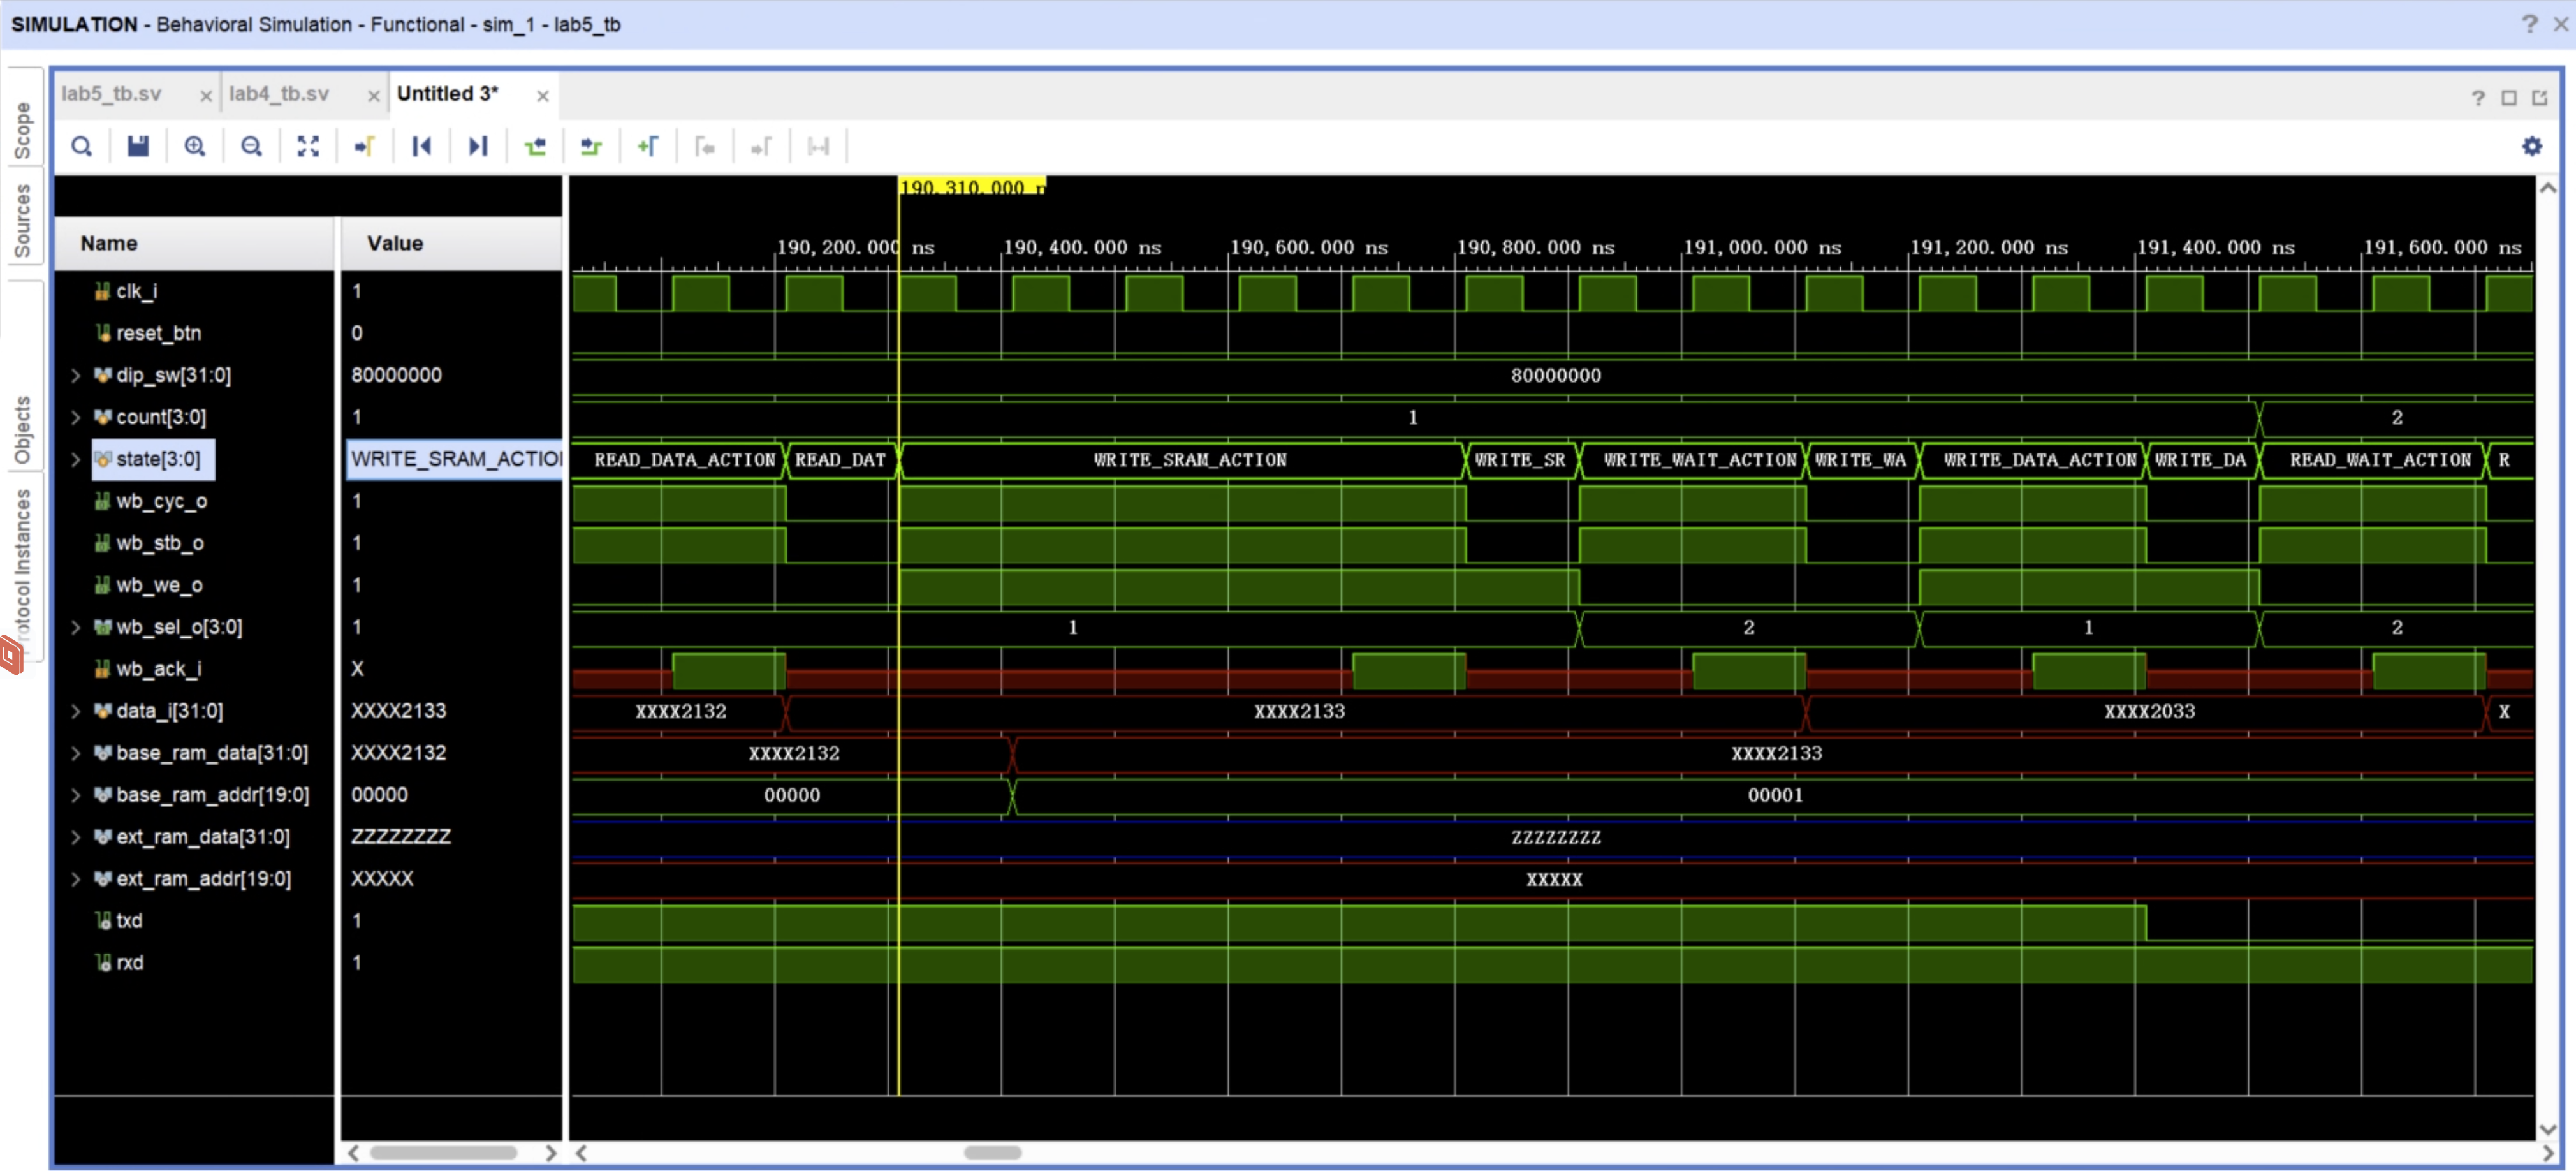 SIMULATION - Behavioral Simulation - Functional - sim_1 - lab5_tb
Scope
Sources
Objects
rotocol Instances
lab5_tb.sv
lab4_tb.sv
Untitled 3*
190,310.000 n
Name Value
190,200.000 ns 190,400.000 ns 190,600.000 ns 190,800.000 ns 191,000.000 ns 191,200.000 ns 191,400.000 ns 191,600.000 ns
clk_i 1
reset_btn 0
dip_sw[31:0] 80000000 80000000
count[3:0] 1 1 2
state[3:0] WRITE_SRAM_ACTIO READ_DATA_ACTION READ_DAT WRITE_SRAM_ACTION WRITE_SR WRITE_WAIT_ACTION WRITE_WA WRITE_DATA_ACTION WRITE_DA READ_WAIT_ACTION R
wb_cyc_o 1
wb_stb_o 1
wb_we_o 1
wb_sel_o[3:0] 1 1 2 1 2
wb_ack_i X
data_i[31:0] XXXX2133 XXXX2132 XXXX2133 XXXX2033 X
base_ram_data[31:0] XXXX2132 XXXX2132 XXXX2133
base_ram_addr[19:0] 00000 00000 00001
ext_ram_data[31:0] ZZZZZZZZ ZZZZZZZZ
ext_ram_addr[19:0] XXXXX XXXXX
txd 1
rxd 1